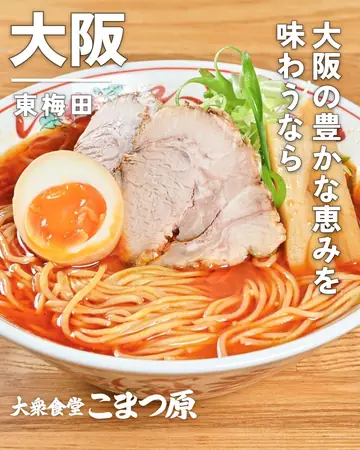 大阪
東梅田
大阪の豊かな恵みを
味わうなら
大衆食堂 こまつ原